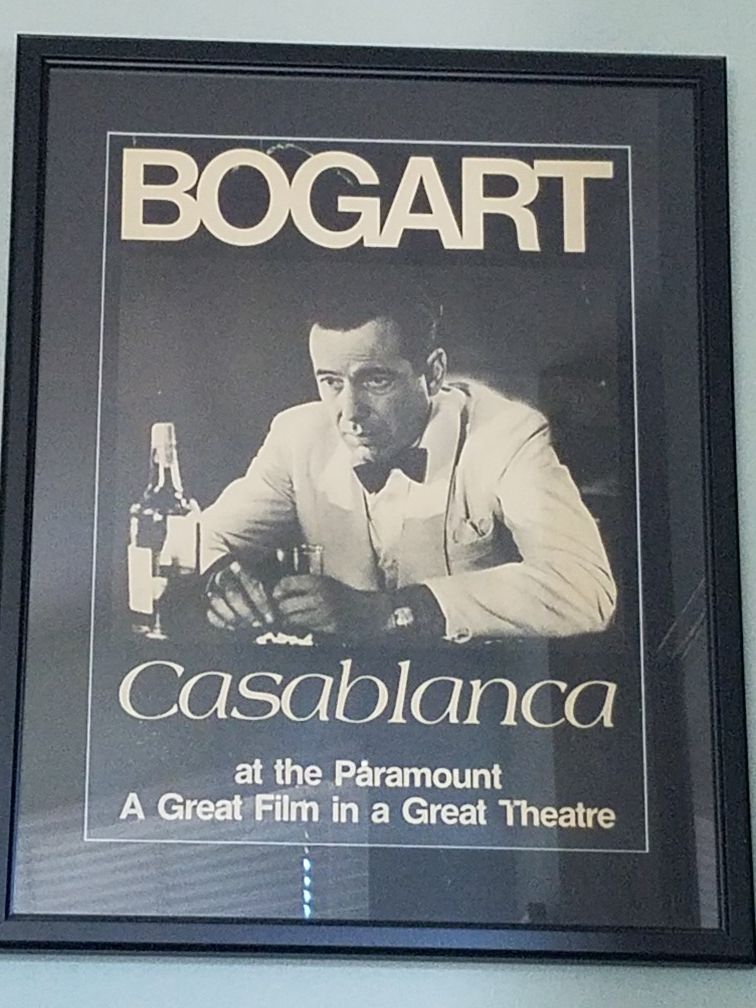 BOGART
Casablanca
at the Paramount
A Great Film in a Great Theatre